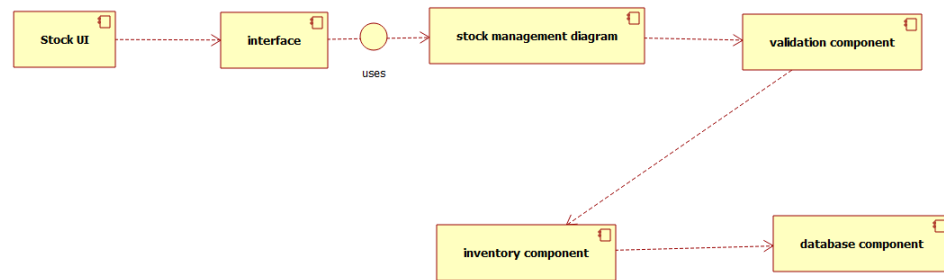 Stock UI
interface
uses
stock management diagram
validation component
inventory component
database component